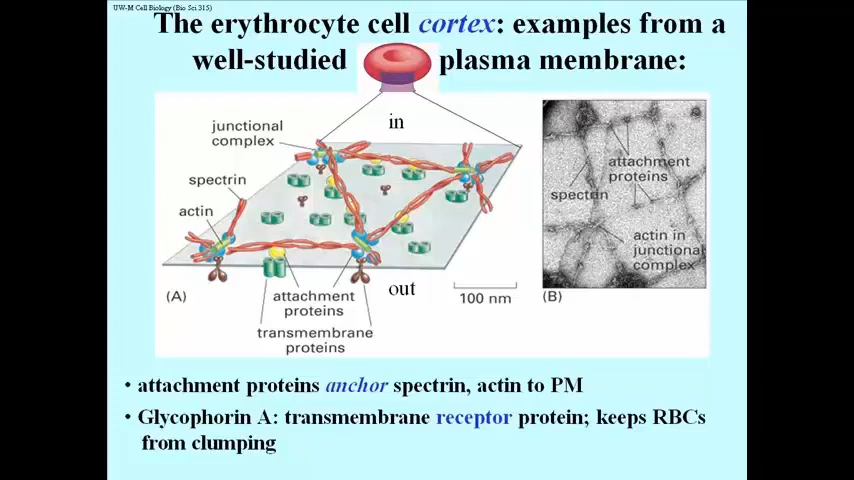 UW-M Cell Biology (Bio Sci 315)
The erythrocyte cell cortex: examples from a
well-studied plasma membrane:
in
junctional
complex
spectrin
actin
attachment
proteins
transmembrane
proteins
out
100 nm
(A)
attachment
proteins
spectrin
actin in
junctional
complex
(B)
• attachment proteins anchor spectrin, actin to PM
• Glycophorin A: transmembrane receptor protein; keeps RBCs
from clumping